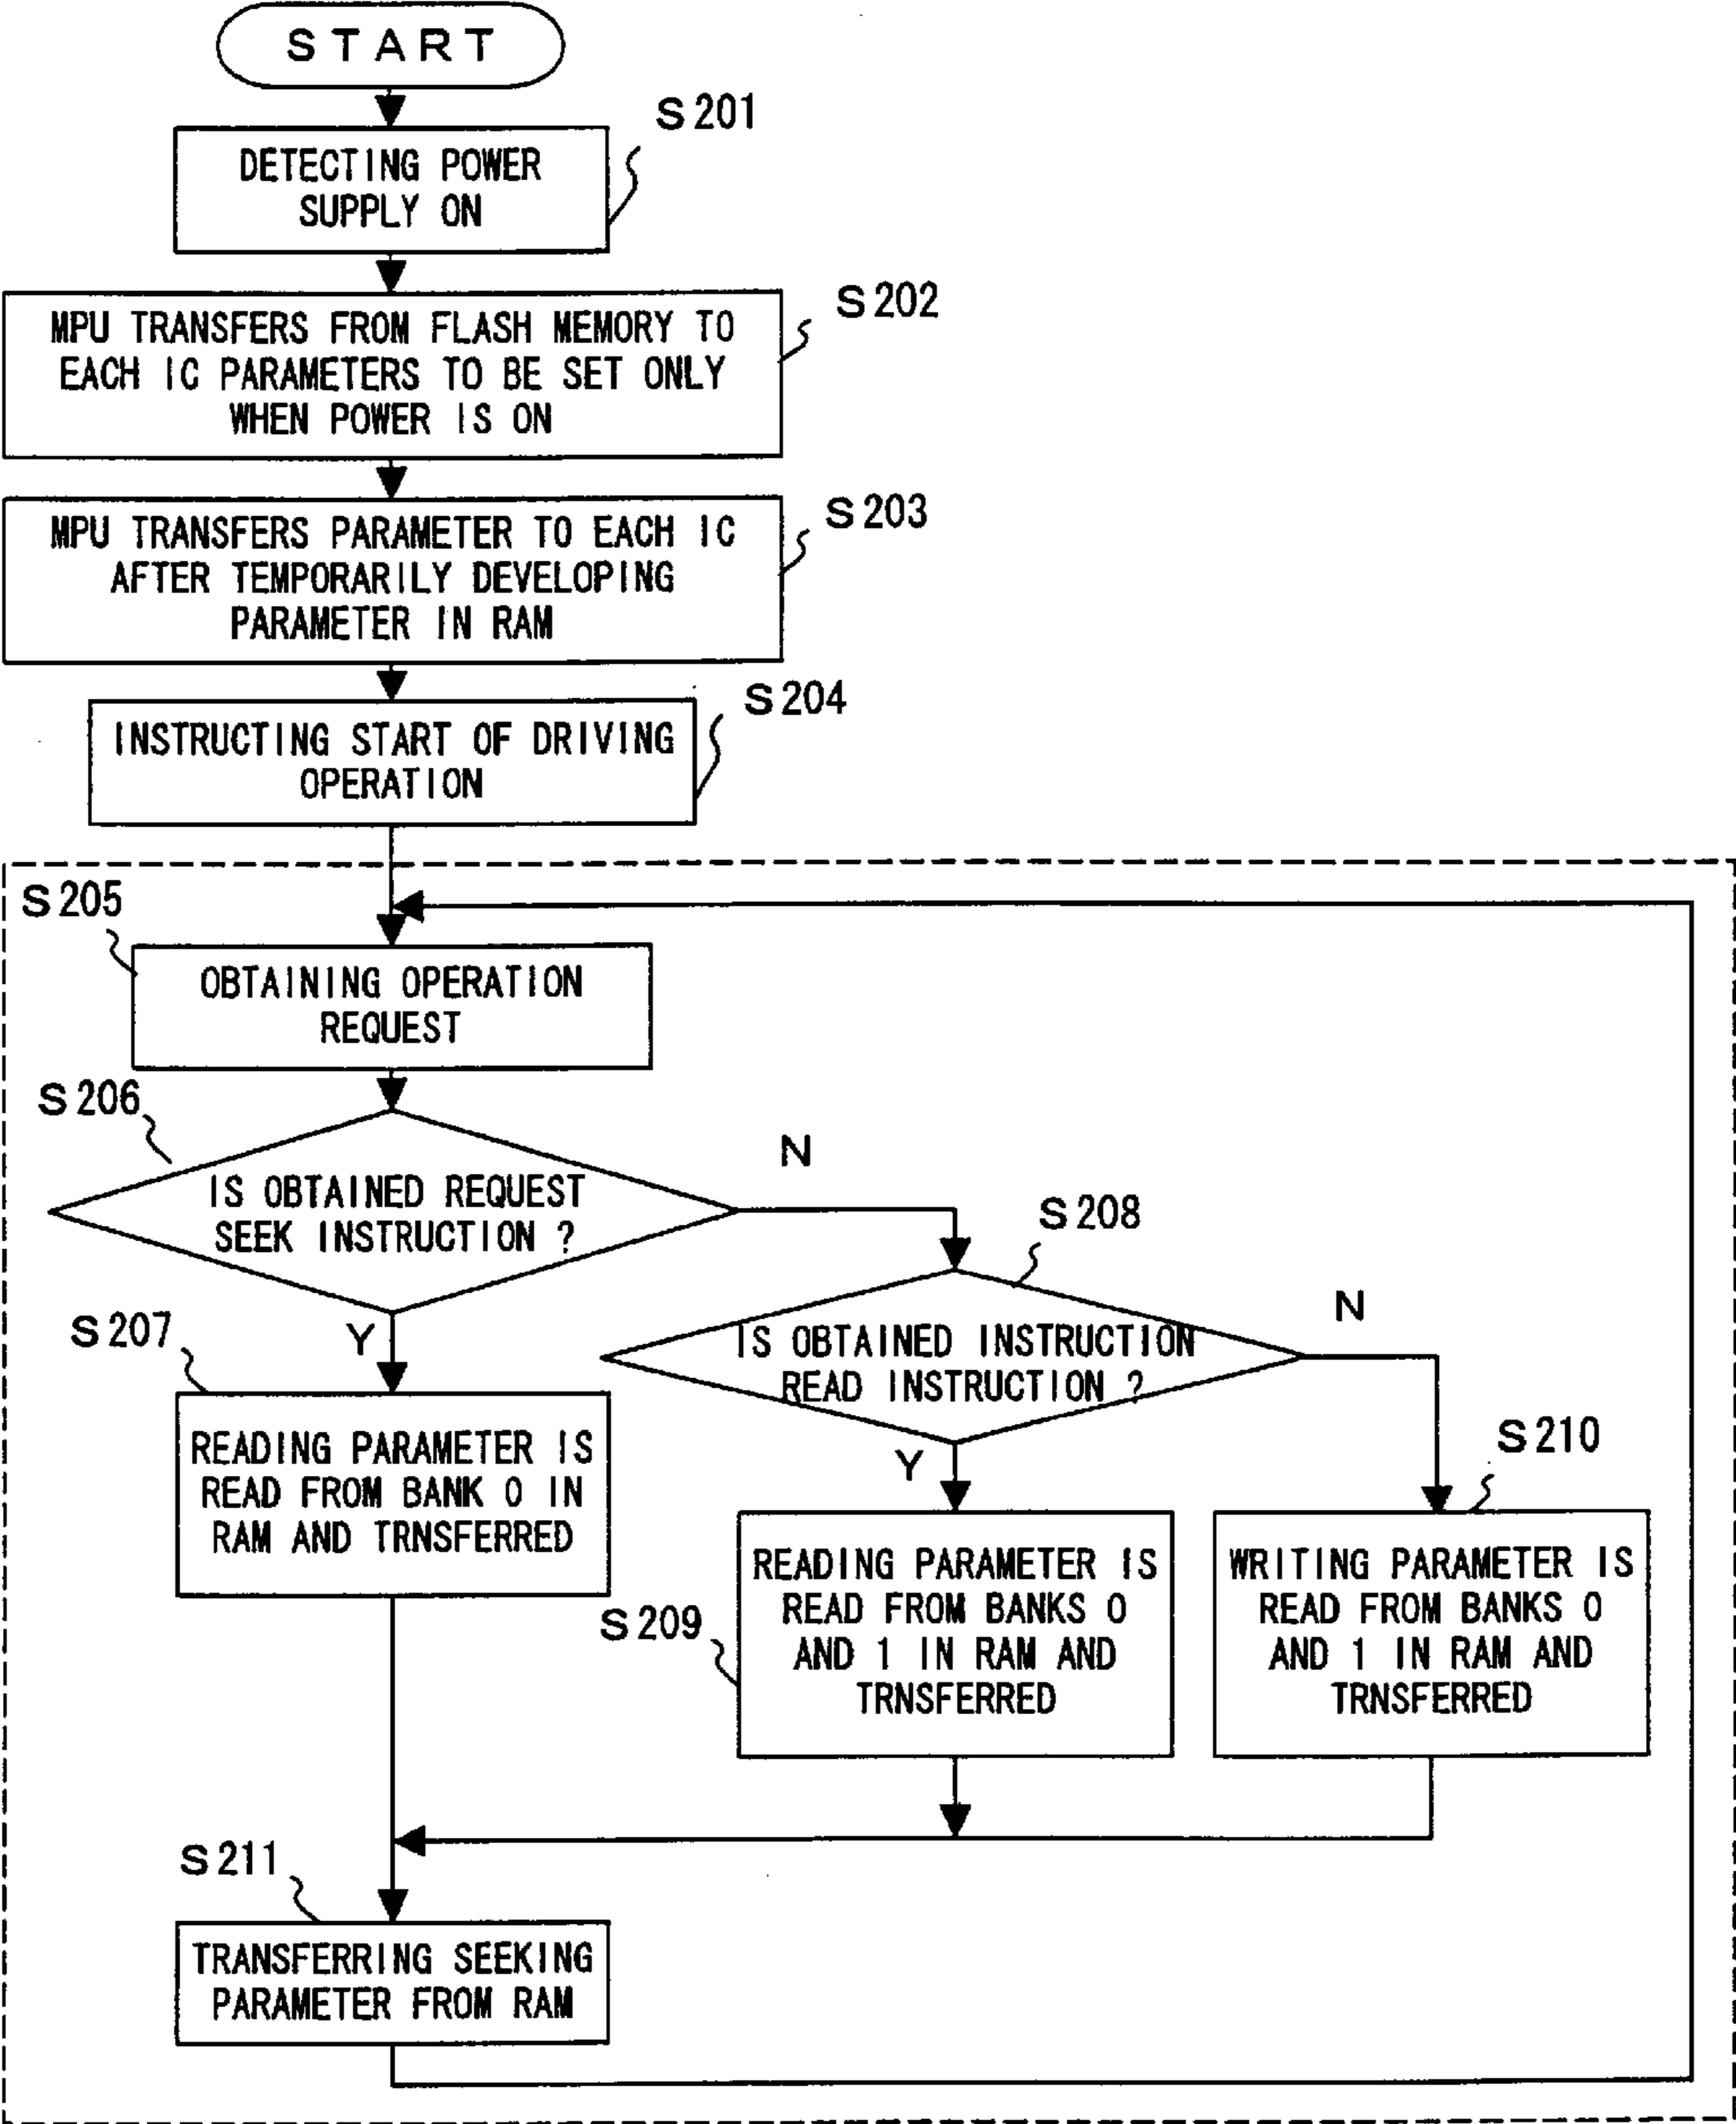 START
S201
DETECTING POWER
SUPPLY ON
S202
MPU TRANSFERS FROM FLASH MEMORY TO
EACH IC PARAMETERS TO BE SET ONLY
WHEN POWER IS ON
S203
MPU TRANSFERS PARAMETER TO EACH IC
AFTER TEMPORARILY DEVELOPING
PARAMETER IN RAM
S204
INSTRUCTING START OF DRIVING
OPERATION
S205
OBTAINING OPERATION
REQUEST
S206
IS OBTAINED REQUEST
SEEK INSTRUCTION ?
N
Y
S207
READING PARAMETER IS
READ FROM BANK 0 IN
RAM AND TRNSFERRED
S208
IS OBTAINED INSTRUCTION
READ INSTRUCTION ?
N
Y
S209
READING PARAMETER IS
READ FROM BANKS 0
AND 1 IN RAM AND
TRNSFERRED
S210
WRITING PARAMETER IS
READ FROM BANKS 0
AND 1 IN RAM AND
TRNSFERRED
S211
TRANSFERRING SEEKING
PARAMETER FROM RAM